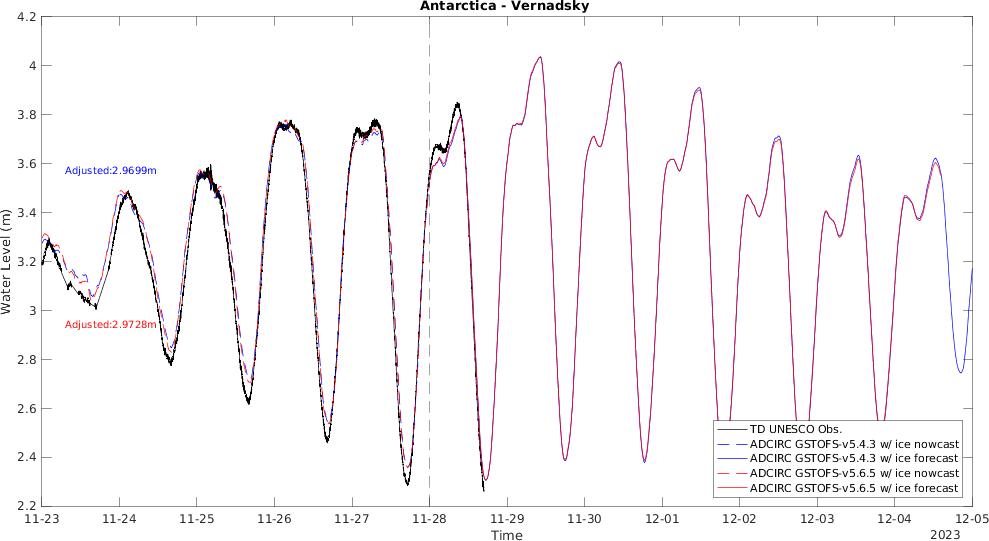 Antarctica - Vernadsky
Water Level (m)
4.2
4
3.8
3.6
3.4
3.2
3
2.8
2.6
2.4
2.2
Adjusted:2.9699m
Adjusted:2.9728m
TD UNESCO Obs.
ADCIRC GSTOFS-v5.4.3 w/ ice nowcast
ADCIRC GSTOFS-v5.4.3 w/ ice forecast
ADCIRC GSTOFS-v5.6.5 w/ ice nowcast
ADCIRC GSTOFS-v5.6.5 w/ ice forecast
11-23 11-24 11-25 11-26 11-27 11-28 11-29 11-30 12-01 12-02 12-03 12-04 12-05
Time
2023